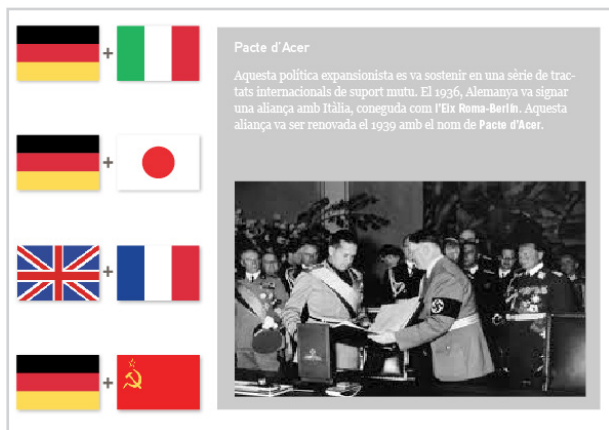 Pacte d'Acer
Aquesta política expansionista es va sostenir en una sèrie de trac-
tats internacionals de suport mutu. El 1936, Alemanya va signar
una aliança amb Itàlia, coneguda com l'Eix Roma-Berlín. Aquesta
aliança va ser renovada el 1939 amb el nom de Pacte d'Acer.
+
+
+
+